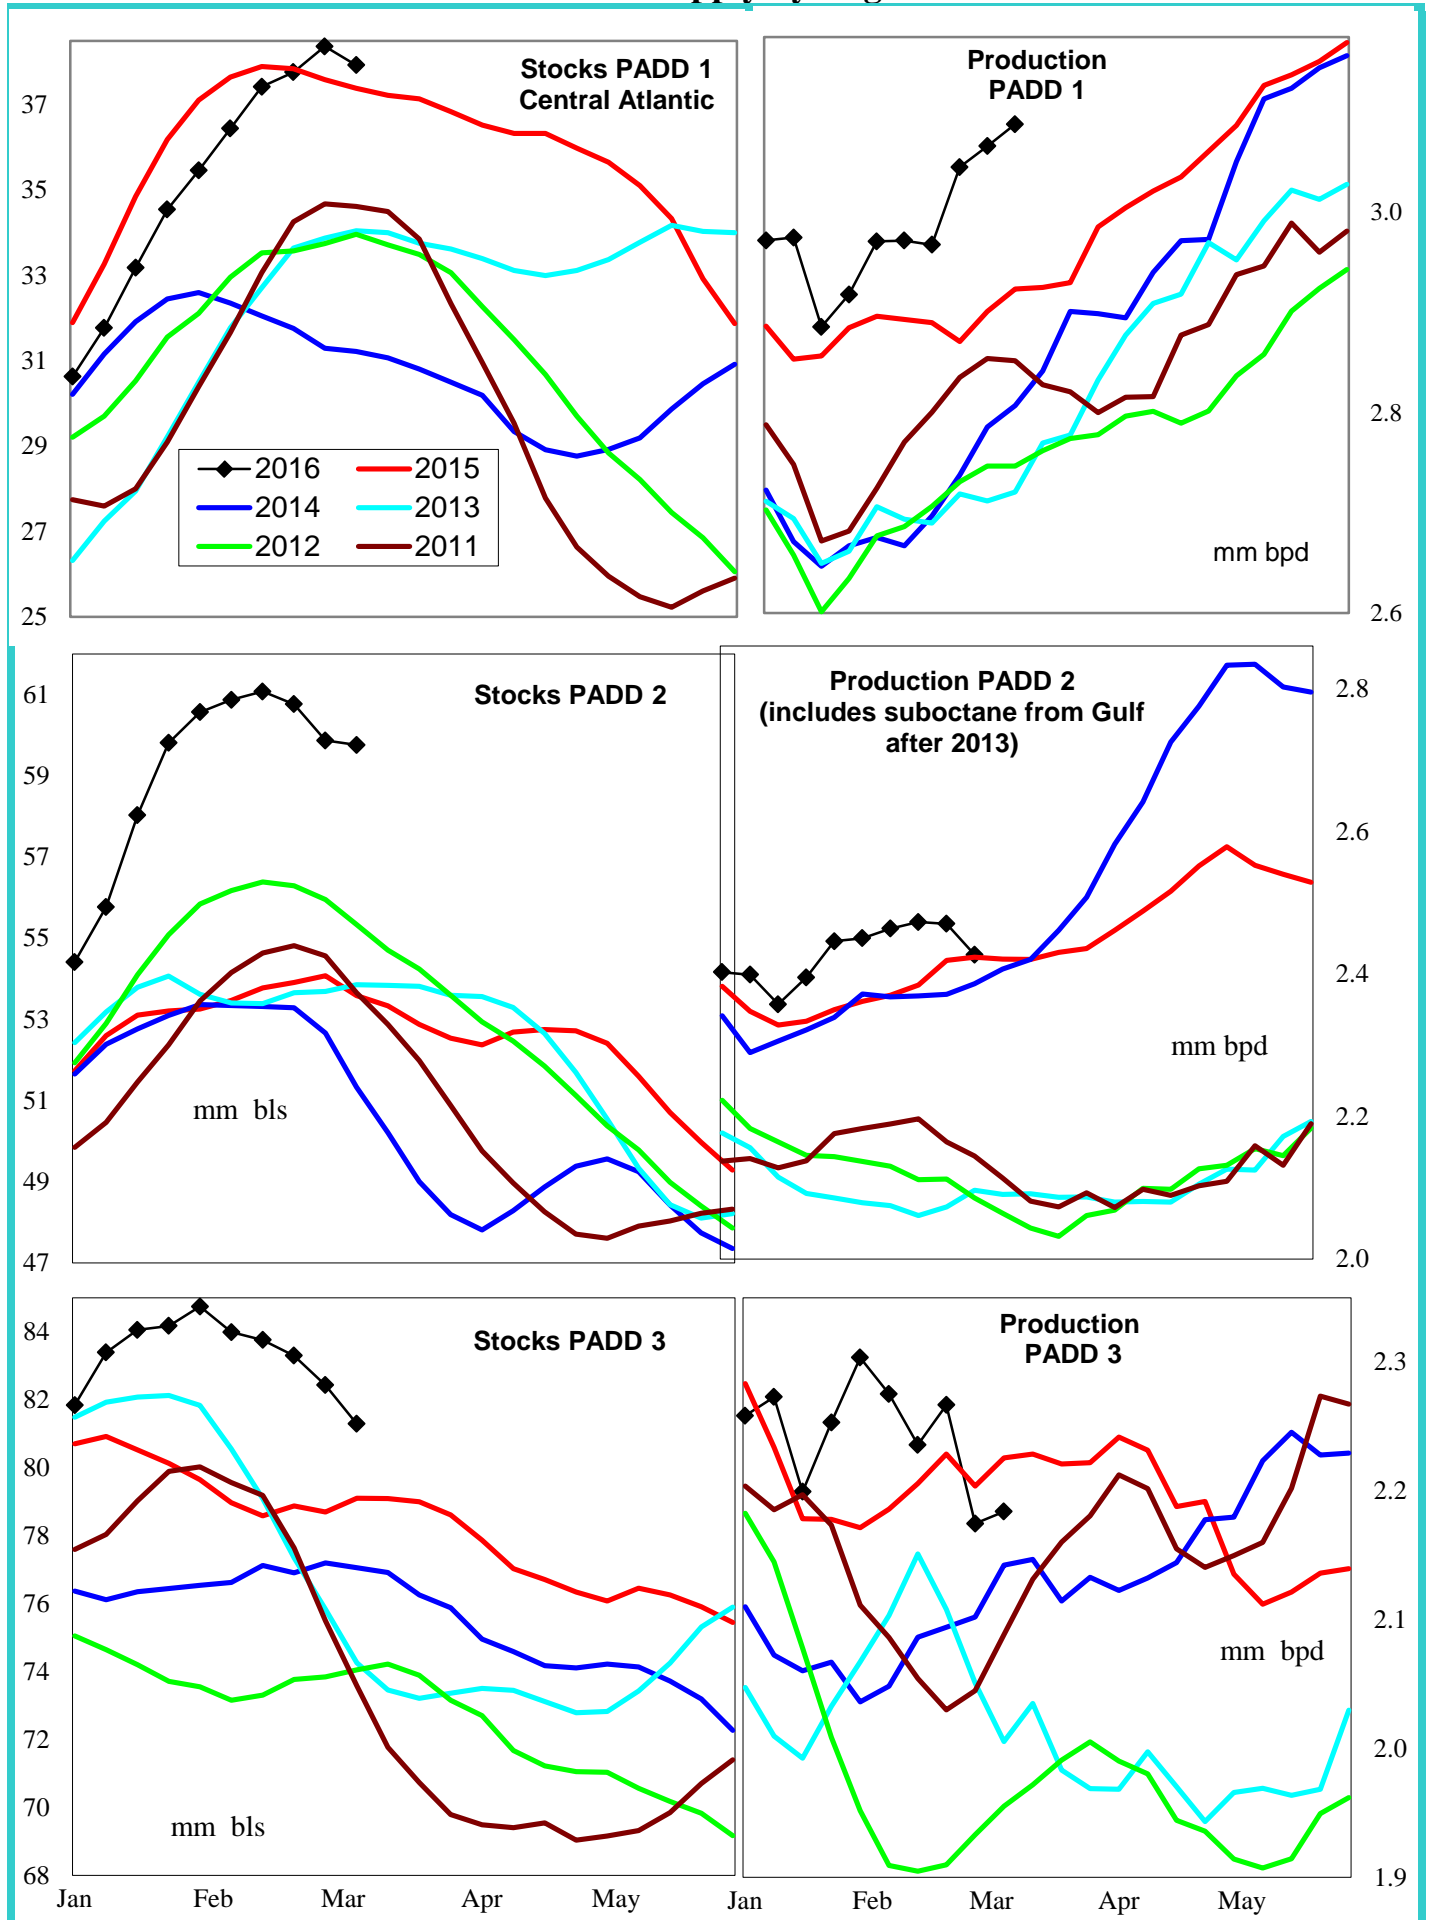 Stocks PADD 1
Central Atlantic
37
35
33
31
29
27
25
2016
2015
2014
2013
2012
2011
Production
PADD 1
3.0
2.8
2.6
mm bpd
Stocks PADD 2
61
59
57
55
53
51
49
47
mm bls
Production PADD 2
(includes suboctane from Gulf
after 2013)
2.8
2.6
2.4
2.2
2.0
mm bpd
Stocks PADD 3
84
82
80
78
76
74
72
70
68
mm bls
Jan Feb Mar Apr May
Production
PADD 3
2.3
2.2
2.1
2.0
1.9
mm bpd
Jan Feb Mar Apr May